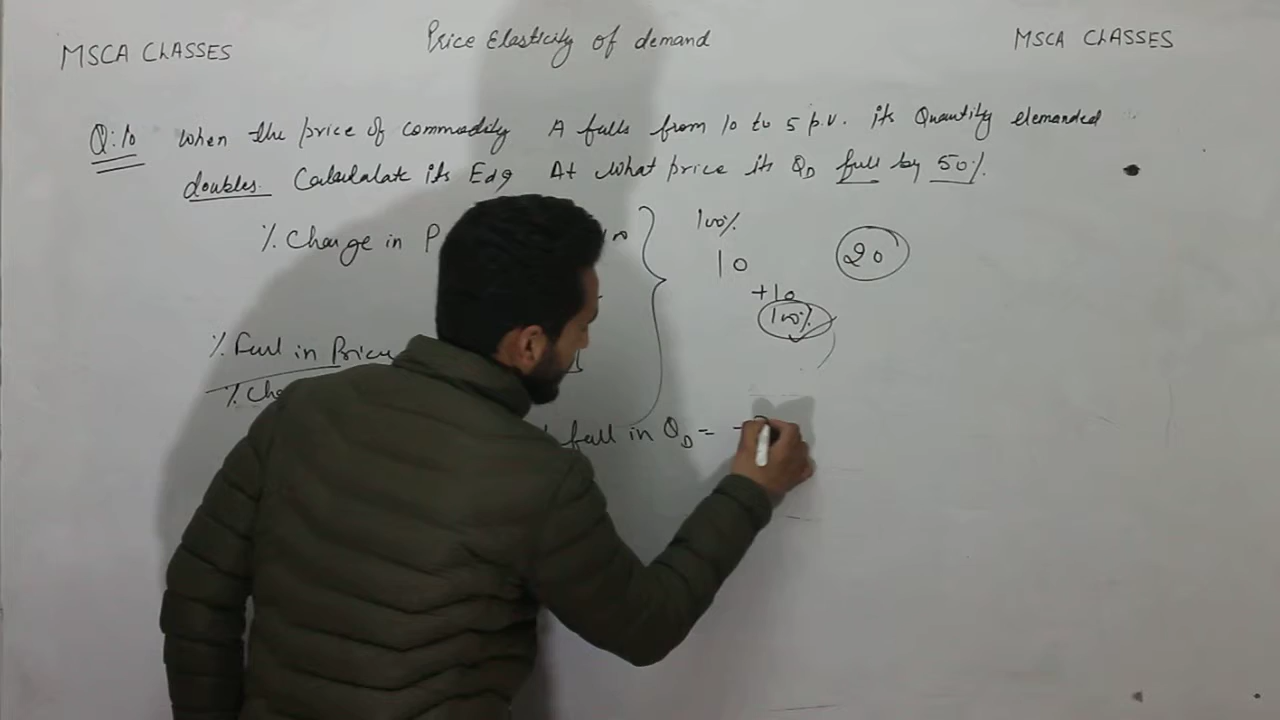 MSCA CLASSES
Price Elasticity of demand
MSCA CLASSES
Q:10 When the price of commodity A falls from 10 to 5 p.u. its Quantity demanded
doubles. Calculate its Edg At what price its QD fall by 50%.
% Change in P
100%
10
20
+10
100%
% Fall in Price
% Cha
fall in QD = -